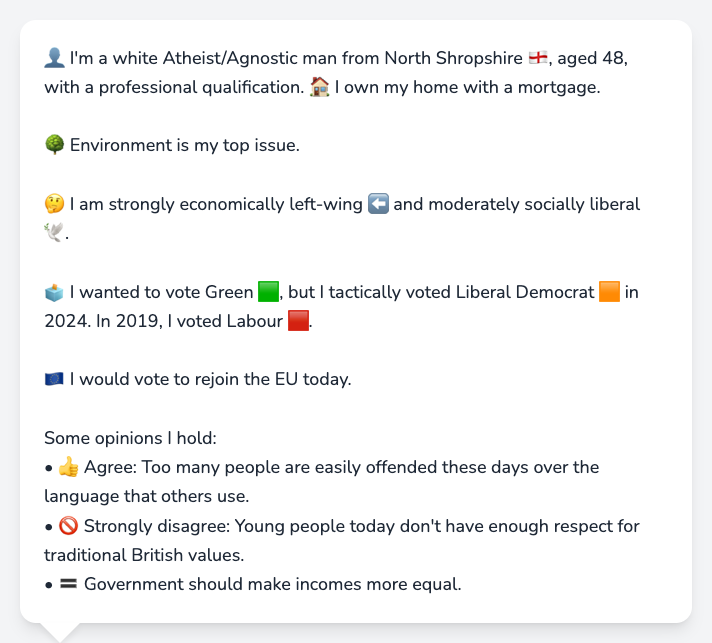 👤 I'm a white Atheist/Agnostic man from North Shropshire 🏴󠁧󠁢󠁥󠁮󠁧󠁿, aged 48,
with a professional qualification. 🏠 I own my home with a mortgage.
🌳 Environment is my top issue.
🤔 I am strongly economically left-wing ⬅️ and moderately socially liberal
🕊️.
🗳️ I wanted to vote Green 🟩, but I tactically voted Liberal Democrat 🟧 in
2024. In 2019, I voted Labour 🟥.
🇪🇺 I would vote to rejoin the EU today.
Some opinions I hold:
• 👍 Agree: Too many people are easily offended these days over the
language that others use.
• 🚫 Strongly disagree: Young people today don't have enough respect for
traditional British values.
• 🟰 Government should make incomes more equal.